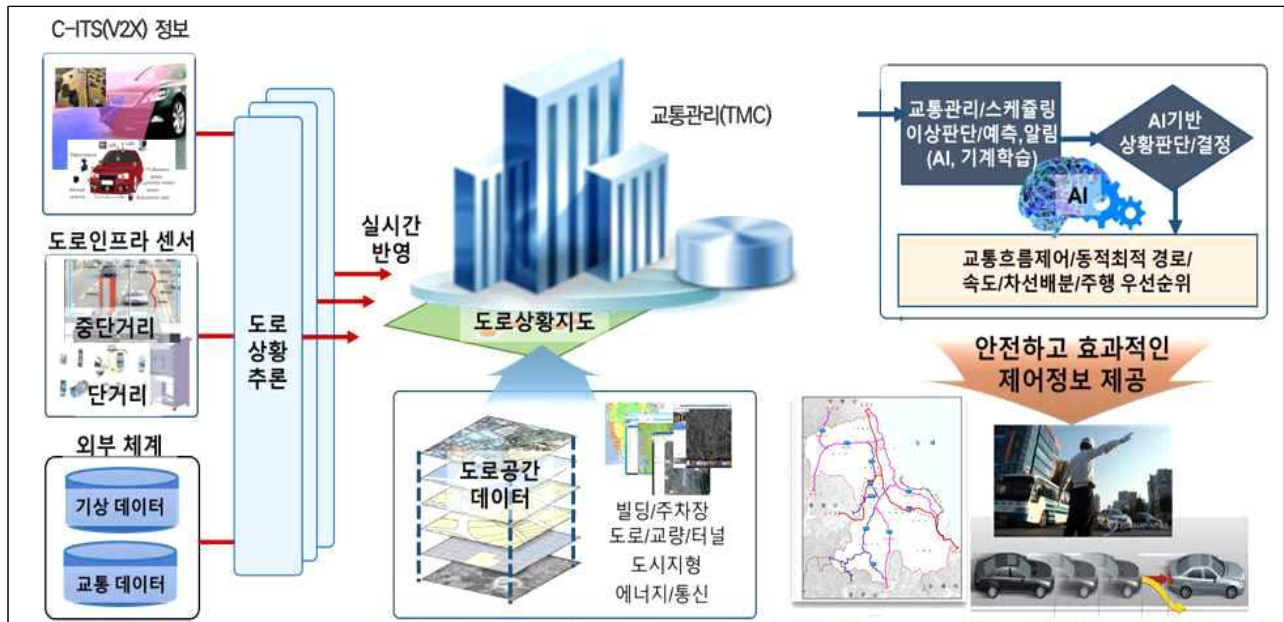 C-ITS(V2X) 정보
도로인프라 센서
중단거리
단거리
외부 체계
기상 데이터
교통 데이터
도로
상황
추론
실시간
반영
교통관리(TMC)
도로상황지도
도로공간
데이터
빌딩/주차장
도로/교량/터널
도시지형
에너지/통신
교통관리/스케쥴링
이상판단/예측,알림
(AI, 기계학습)
AI기반
상황판단/결정
AI
교통흐름제어/동적최적 경로/
속도/차선배분/주행 우선순위
안전하고 효과적인
제어정보 제공